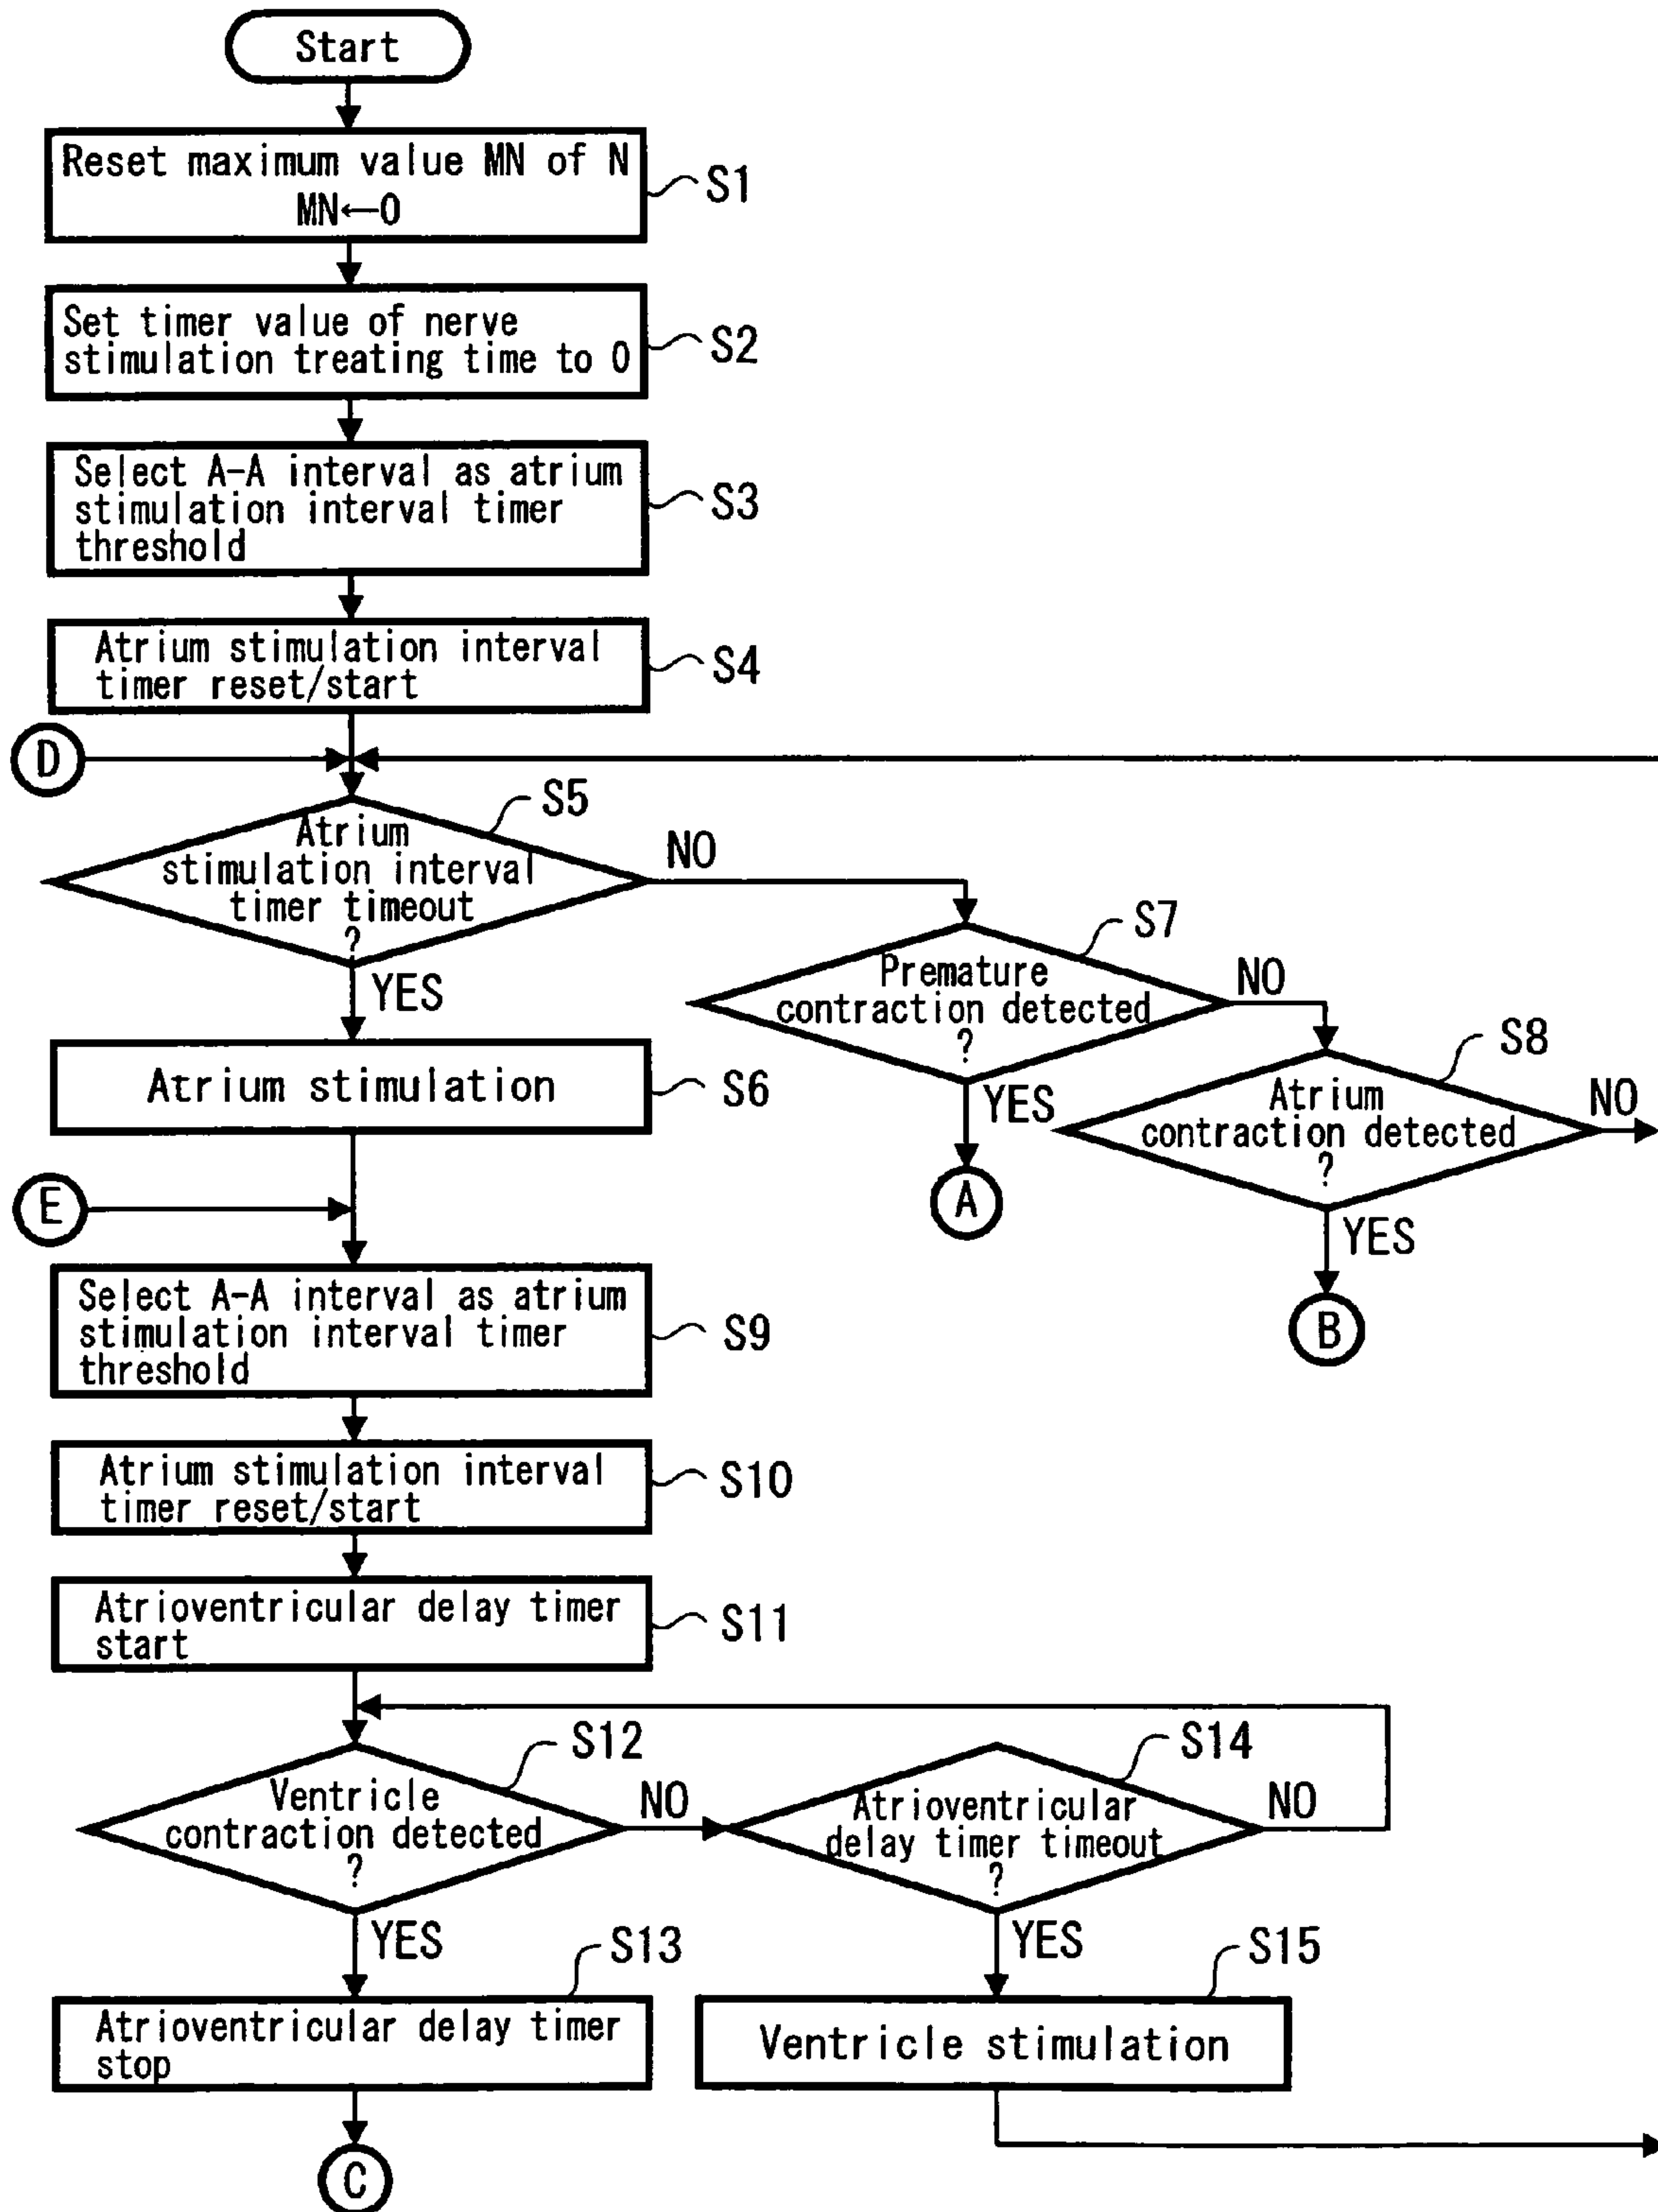 Start
Reset maximum value MN of N
MN←0
S1
Set timer value of nerve
stimulation treating time to 0
S2
Select A-A interval as atrium
stimulation interval timer
threshold
S3
Atrium stimulation interval
timer reset/start
S4
D
S5
Atrium
stimulation interval
timer timeout
?
NO
YES
S7
Premature
contraction detected
?
NO
YES
A
S8
Atrium
contraction detected
?
NO
YES
B
Atrium stimulation
S6
E
Select A-A interval as atrium
stimulation interval timer
threshold
S9
Atrium stimulation interval
timer reset/start
S10
Atrioventricular delay timer
start
S11
S12
Ventricle
contraction detected
?
NO
YES
S14
Atrioventricular
delay timer timeout
?
NO
YES
S13
Atrioventricular delay timer
stop
S15
Ventricle stimulation
C